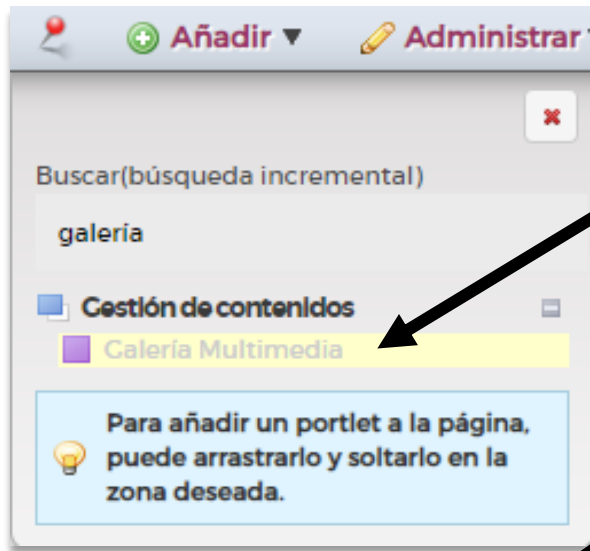 Añadir ▼ Administrar
Buscar(búsqueda incremental)
galería
Gestión de contenidos
Galería Multimedia
Para añadir un portlet a la página,
puede arrastrarlo y soltarlo en la
zona deseada.